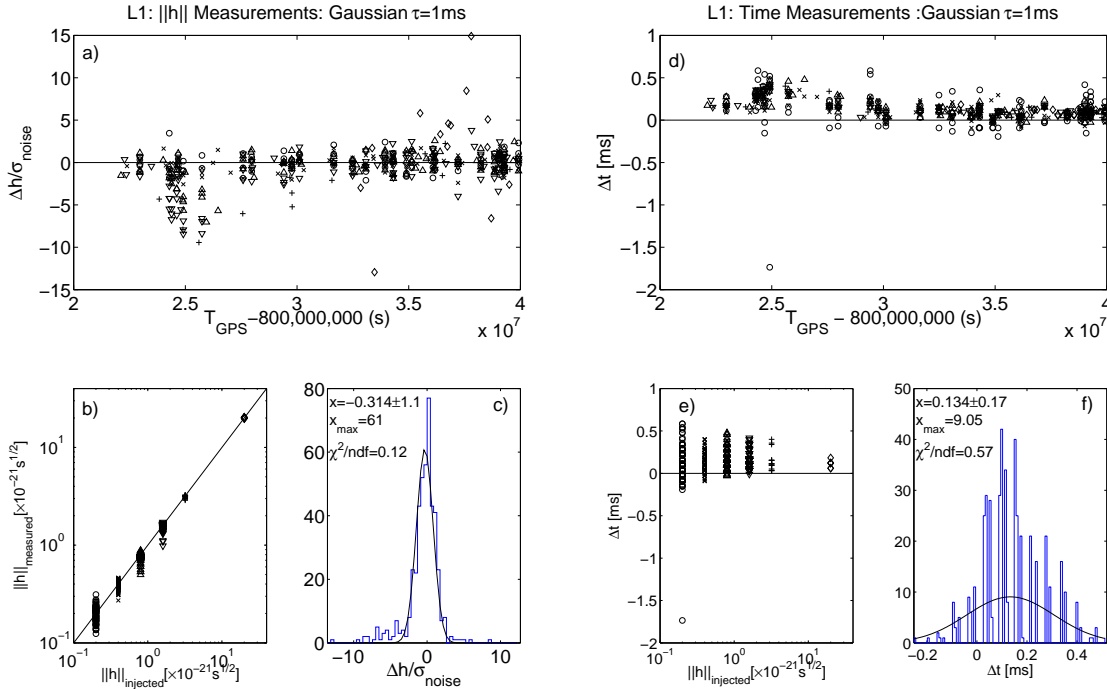 L1: ||h|| Measurements: Gaussian τ=1ms
a)
15
10
5
0
−5
−10
−15
Δh/σnoise
2
2.5
3
3.5
4
x 10^7
T_GPS −800,000,000 (s)
L1: Time Measurements :Gaussian τ=1ms
d)
1
0.5
0
−0.5
−1
−1.5
−2
Δt [ms]
2
2.5
3
3.5
4
x 10^7
T_GPS − 800,000,000 (s)
b)
10^1
10^0
10^−1
||h||measured[×10^−21 s^1/2]
10^−1
10^0
10^1
||h||injected[×10^−21 s^1/2]
c)
x=−0.314±1.1
x_max=61
χ^2/ndf=0.12
80
60
40
20
0
−10
0
10
Δh/σnoise
e)
1
0.5
0
−0.5
−1
−1.5
−2
Δt [ms]
10^−1
10^0
10^1
||h||injected[×10^−21 s^1/2]
f)
x=0.134±0.17
x_max=9.05
χ^2/ndf=0.57
50
40
30
20
10
0
−0.2
0
0.2
0.4
Δt [ms]